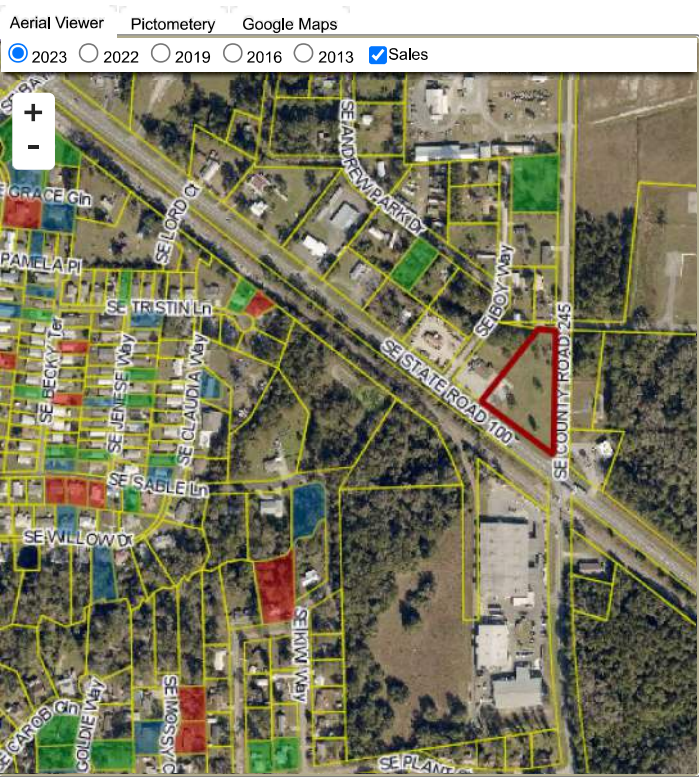 Aerial Viewer Pictometery Google Maps
2023 2022 2019 2016 2013 Sales
+
-
SE BAY
SE ANDREW PARK Dr
E GRACE Gln
SE LORD Ct
PAMELA Pl
SE BOY Way
SE TRISTIN Ln
SE BECKY Ter
SE JENESE Way
SE CLAUDIA Way
SE STATE ROAD 100
SE COUNTY ROAD 245
SE SABLE Ln
SE WILLOW Dr
SE KIWI Way
SE CAROB Gln
GOLDIE Way
SE MOSSY C
SE PLANT